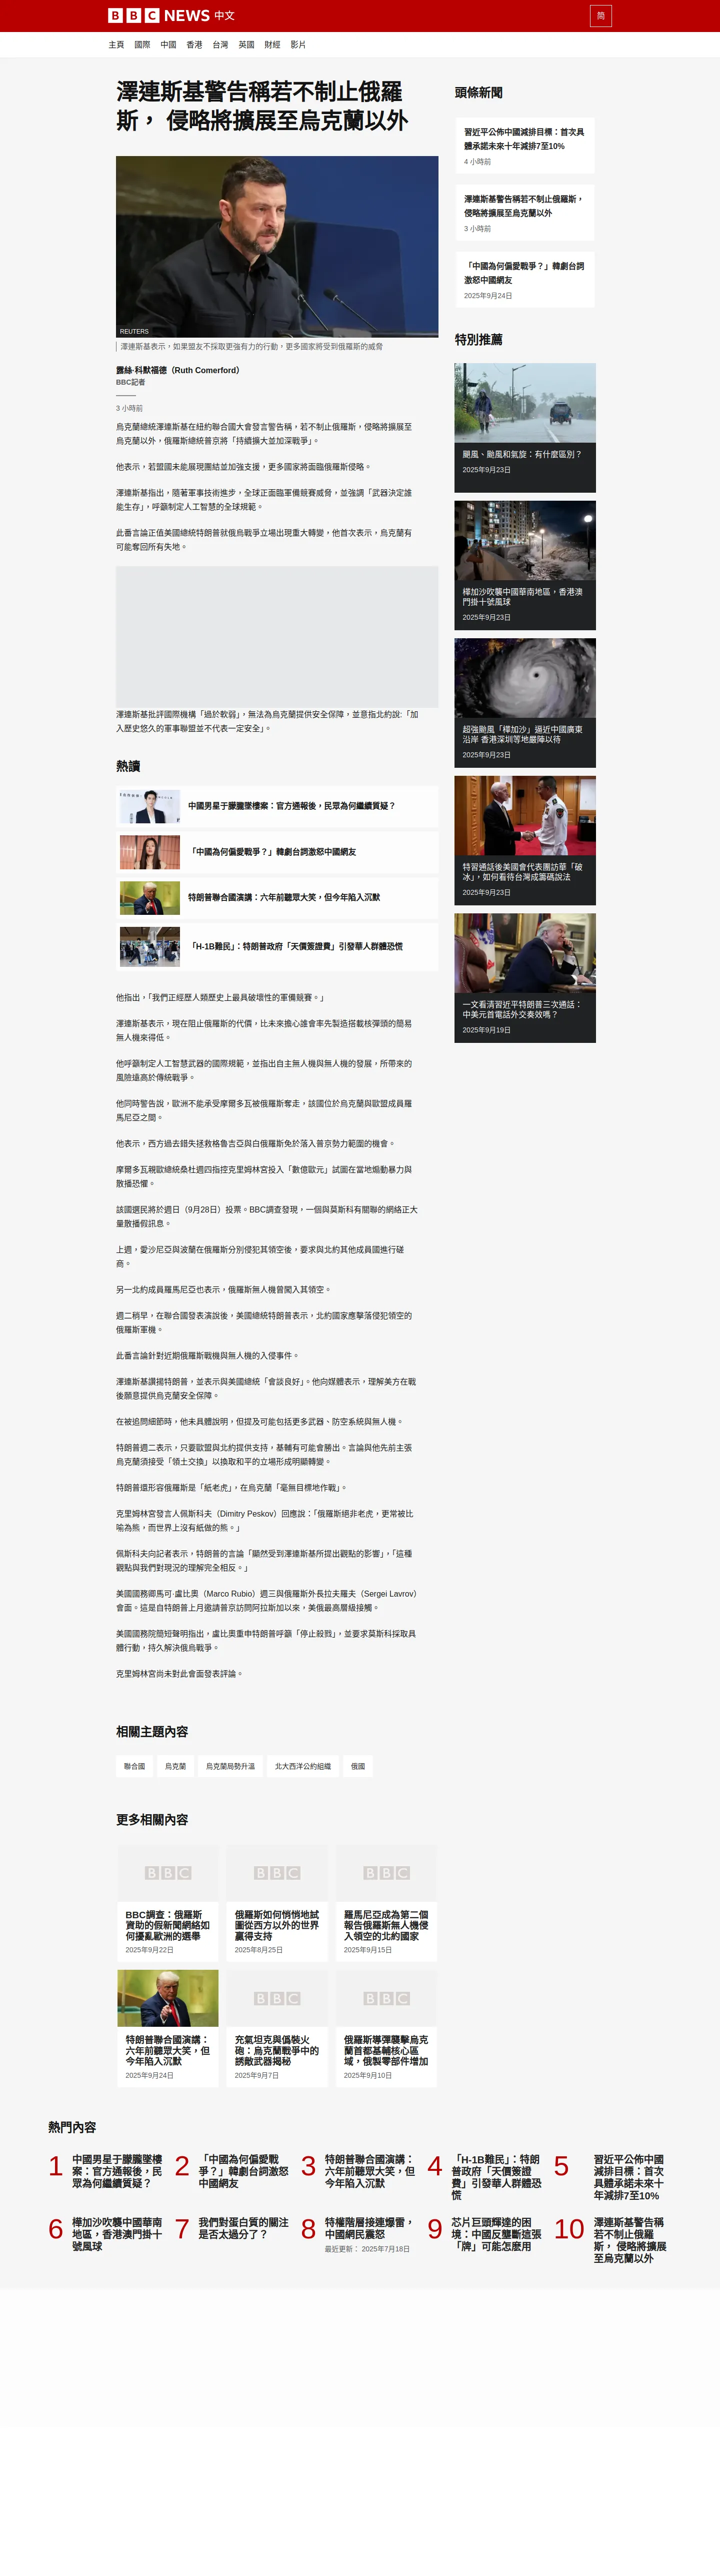 BBC NEWS 中文
简
主頁 國際 中國 香港 台灣 英國 財經 影片
澤連斯基警告稱若不制止俄羅
斯， 侵略將擴展至烏克蘭以外
REUTERS
澤連斯基表示，如果盟友不採取更強有力的行動，更多國家將受到俄羅斯的威脅
露絲·科默福德（Ruth Comerford）
BBC記者
3 小時前
烏克蘭總統澤連斯基在紐約聯合國大會發言警告稱，若不制止俄羅斯，侵略將擴展至
烏克蘭以外，俄羅斯總統普京將「持續擴大並加深戰爭」。
他表示，若盟國未能展現團結並加強支援，更多國家將面臨俄羅斯侵略。
澤連斯基指出，隨著軍事技術進步，全球正面臨軍備競賽威脅，並強調「武器決定誰
能生存」，呼籲制定人工智慧的全球規範。
此番言論正值美國總統特朗普就俄烏戰爭立場出現重大轉變，他首次表示，烏克蘭有
可能奪回所有失地。
澤連斯基批評國際機構「過於軟弱」，無法為烏克蘭提供安全保障，並意指北約說:「加
入歷史悠久的軍事聯盟並不代表一定安全」。
熱讀
中國男星于朦朧墜樓案：官方通報後，民眾為何繼續質疑？
「中國為何偏愛戰爭？」韓劇台詞激怒中國網友
特朗普聯合國演講：六年前聽眾大笑，但今年陷入沉默
「H-1B難民」：特朗普政府「天價簽證費」引發華人群體恐慌
他指出，「我們正經歷人類歷史上最具破壞性的軍備競賽。」
澤連斯基表示，現在阻止俄羅斯的代價，比未來擔心誰會率先製造搭載核彈頭的簡易
無人機來得低。
他呼籲制定人工智慧武器的國際規範，並指出自主無人機與無人機的發展，所帶來的
風險遠高於傳統戰爭。
他同時警告說，歐洲不能承受摩爾多瓦被俄羅斯奪走，該國位於烏克蘭與歐盟成員羅
馬尼亞之間。
他表示，西方過去錯失拯救格魯吉亞與白俄羅斯免於落入普京勢力範圍的機會。
摩爾多瓦親歐總統桑杜週四指控克里姆林宮投入「數億歐元」試圖在當地煽動暴力與
散播恐懼。
該國選民將於週日（9月28日）投票。BBC調查發現，一個與莫斯科有關聯的網絡正大
量散播假訊息。
上週，愛沙尼亞與波蘭在俄羅斯分別侵犯其領空後，要求與北約其他成員國進行磋
商。
另一北約成員羅馬尼亞也表示，俄羅斯無人機曾闖入其領空。
週二稍早，在聯合國發表演說後，美國總統特朗普表示，北約國家應擊落侵犯領空的
俄羅斯軍機。
此番言論針對近期俄羅斯戰機與無人機的入侵事件。
澤連斯基讚揚特朗普，並表示與美國總統「會談良好」。他向媒體表示，理解美方在戰
後願意提供烏克蘭安全保障。
在被追問細節時，他未具體說明，但提及可能包括更多武器、防空系統與無人機。
特朗普週二表示，只要歐盟與北約提供支持，基輔有可能會勝出。言論與他先前主張
烏克蘭須接受「領土交換」以換取和平的立場形成明顯轉變。
特朗普還形容俄羅斯是「紙老虎」，在烏克蘭「毫無目標地作戰」。
克里姆林宮發言人佩斯科夫（Dimitry Peskov）回應說：「俄羅斯絕非老虎，更常被比
喻為熊，而世界上沒有紙做的熊。」
佩斯科夫向記者表示，特朗普的言論「顯然受到澤連斯基所提出觀點的影響」，「這種
觀點與我們對現況的理解完全相反。」
美國國務卿馬可·盧比奧（Marco Rubio）週三與俄羅斯外長拉夫羅夫（Sergei Lavrov）
會面。這是自特朗普上月邀請普京訪問阿拉斯加以來，美俄最高層級接觸。
美國國務院簡短聲明指出，盧比奧重申特朗普呼籲「停止殺戮」，並要求莫斯科採取具
體行動，持久解決俄烏戰爭。
克里姆林宮尚未對此會面發表評論。
相關主題內容
聯合國 烏克蘭 烏克蘭局勢升溫 北大西洋公約組織 俄國
更多相關內容
BBC BBC BBC
BBC調查：俄羅斯
資助的假新聞網絡如
何擾亂歐洲的選舉
2025年9月22日
俄羅斯如何悄悄地試
圖從西方以外的世界
贏得支持
2025年8月25日
羅馬尼亞成為第二個
報告俄羅斯無人機侵
入領空的北約國家
2025年9月15日
BBC BBC
特朗普聯合國演講：
六年前聽眾大笑，但
今年陷入沉默
2025年9月24日
充氣坦克與偽裝火
砲：烏克蘭戰爭中的
誘敵武器揭秘
2025年9月7日
俄羅斯導彈襲擊烏克
蘭首都基輔核心區
域，俄製零部件增加
2025年9月10日
頭條新聞
習近平公佈中國減排目標：首次具
體承諾未來十年減排7至10%
4 小時前
澤連斯基警告稱若不制止俄羅斯，
侵略將擴展至烏克蘭以外
3 小時前
「中國為何偏愛戰爭？」韓劇台詞
激怒中國網友
2025年9月24日
特別推薦
颶風、颱風和氣旋：有什麼區別？
2025年9月23日
樺加沙吹襲中國華南地區，香港澳
門掛十號風球
2025年9月23日
超強颱風「樺加沙」逼近中國廣東
沿岸 香港深圳等地嚴陣以待
2025年9月23日
特習通話後美國會代表團訪華「破
冰」，如何看待台灣成籌碼說法
2025年9月23日
一文看清習近平特朗普三次通話：
中美元首電話外交奏效嗎？
2025年9月19日
熱門內容
1 中國男星于朦朧墜樓
案：官方通報後，民
眾為何繼續質疑？
2 「中國為何偏愛戰
爭？」韓劇台詞激怒
中國網友
3 特朗普聯合國演講：
六年前聽眾大笑，但
今年陷入沉默
4 「H-1B難民」：特朗
普政府「天價簽證
費」引發華人群體恐
慌
5 習近平公佈中國
減排目標：首次
具體承諾未來十
年減排7至10%
6 樺加沙吹襲中國華南
地區，香港澳門掛十
號風球
7 我們對蛋白質的關注
是否太過分了？
8 特權階層接連爆雷，
中國網民震怒
最近更新： 2025年7月18日
9 芯片巨頭輝達的困
境：中國反壟斷這張
「牌」可能怎麽用
10 澤連斯基警告稱
若不制止俄羅
斯， 侵略將擴展
至烏克蘭以外